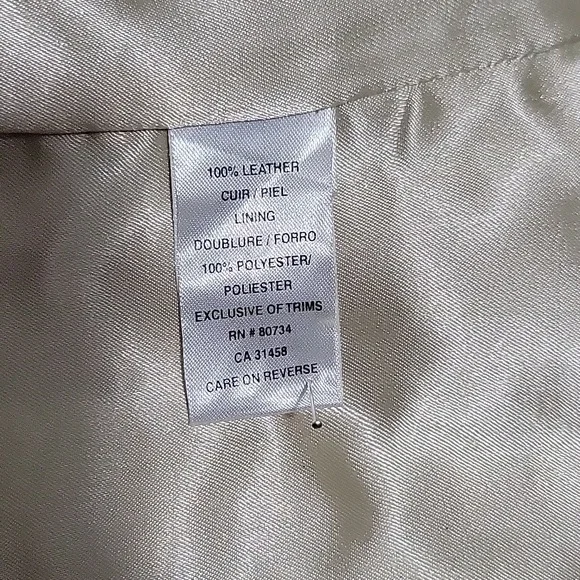 100% LEATHER
CUIR / PIEL
LINING
DOUBLURE / FORRO
100% POLYESTER/
POLIESTER
EXCLUSIVE OF TRIMS
RN # 80734
CA 31458
CARE ON REVERSE